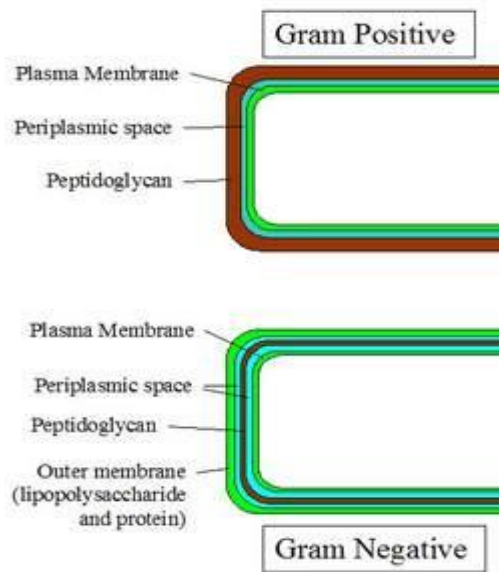 Gram Positive
Plasma Membrane
Periplasmic space
Peptidoglycan
Plasma Membrane
Periplasmic space
Peptidoglycan
Outer membrane
(lipopolysaccharide
and protein)
Gram Negative